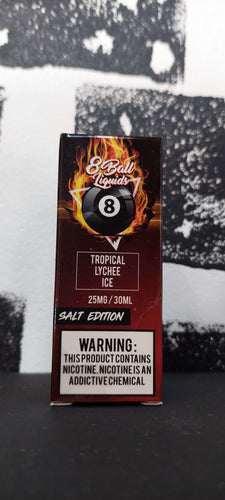 8 Ball
Liquids
8
TROPICAL
LYCHEE
ICE
25MG / 30ML
SALT EDITION
WARNING:
THIS PRODUCT CONTAINS
NICOTINE. NICOTINE IS AN
ADDICTIVE CHEMICAL